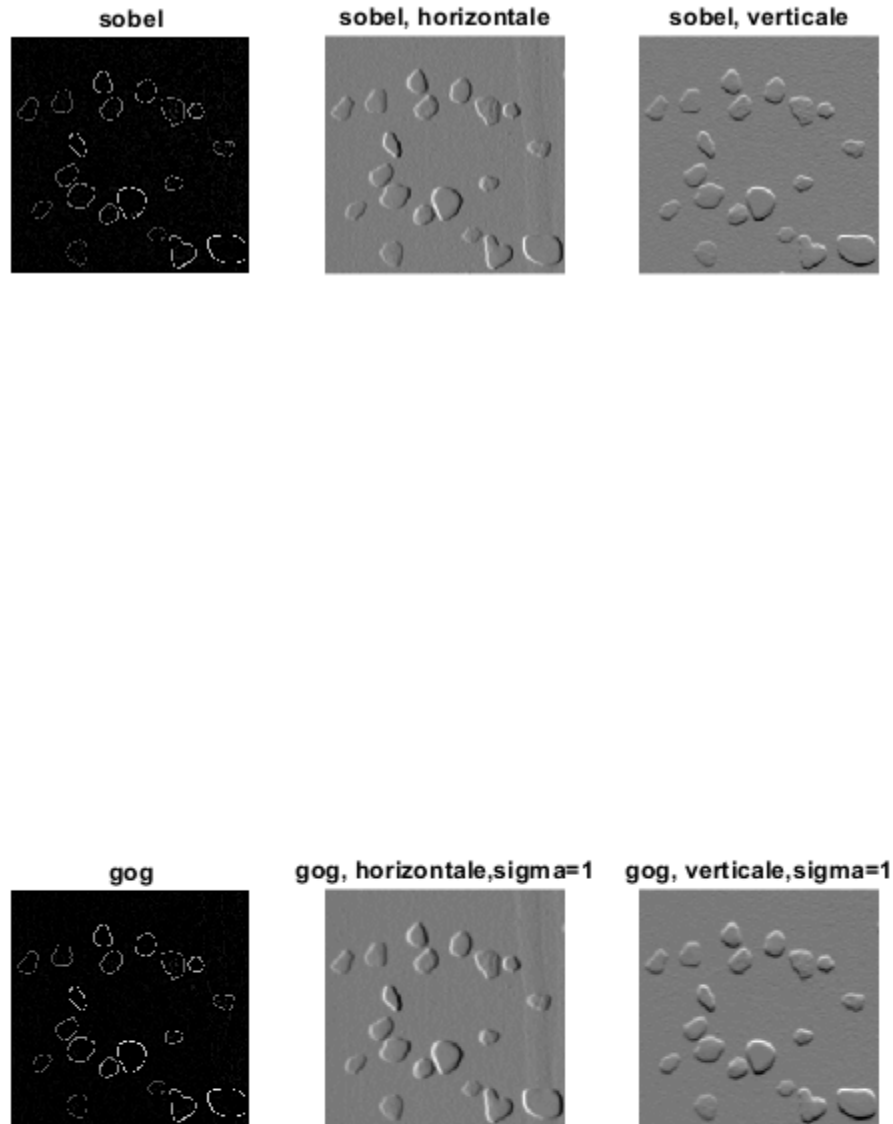 sobel
sobel, horizontale
sobel, verticale
gog
gog, horizontale,sigma=1
gog, verticale,sigma=1